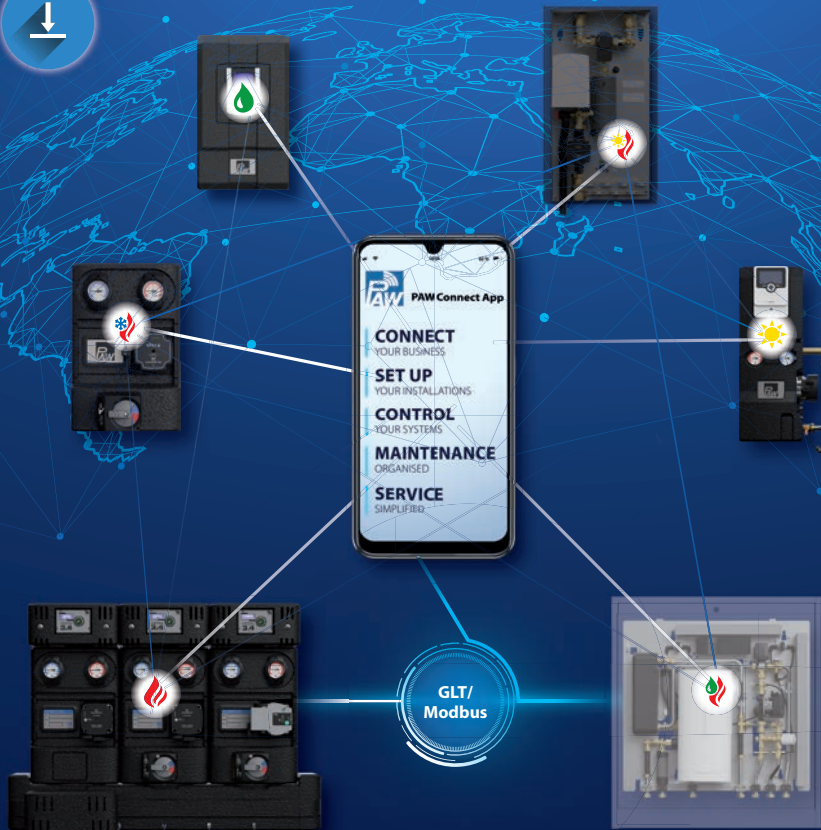 PAW
PAW Connect App
CONNECT
YOUR BUSINESS
SET UP
YOUR INSTALLATIONS
CONTROL
YOUR SYSTEMS
MAINTENANCE
ORGANISED
SERVICE
SIMPLIFIED
GLT/
Modbus